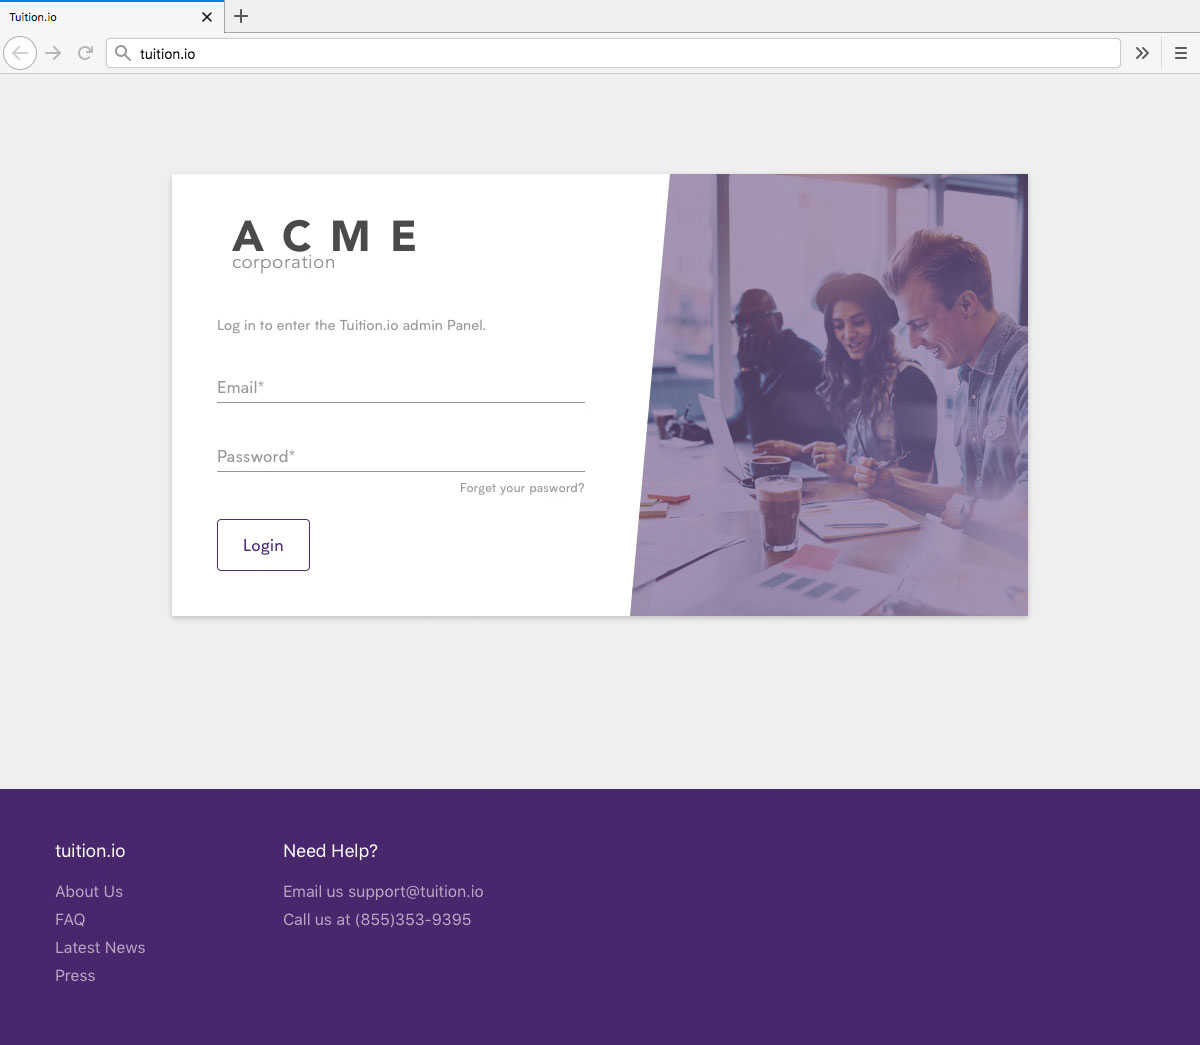 Tuition.io
tuition.io
A C M E
corporation
Log in to enter the Tuition.io admin Panel.
Email*
Password*
Forget your pasword?
Login
tuition.io
About Us
FAQ
Latest News
Press
Need Help?
Email us support@tuition.io
Call us at (855)353-9395